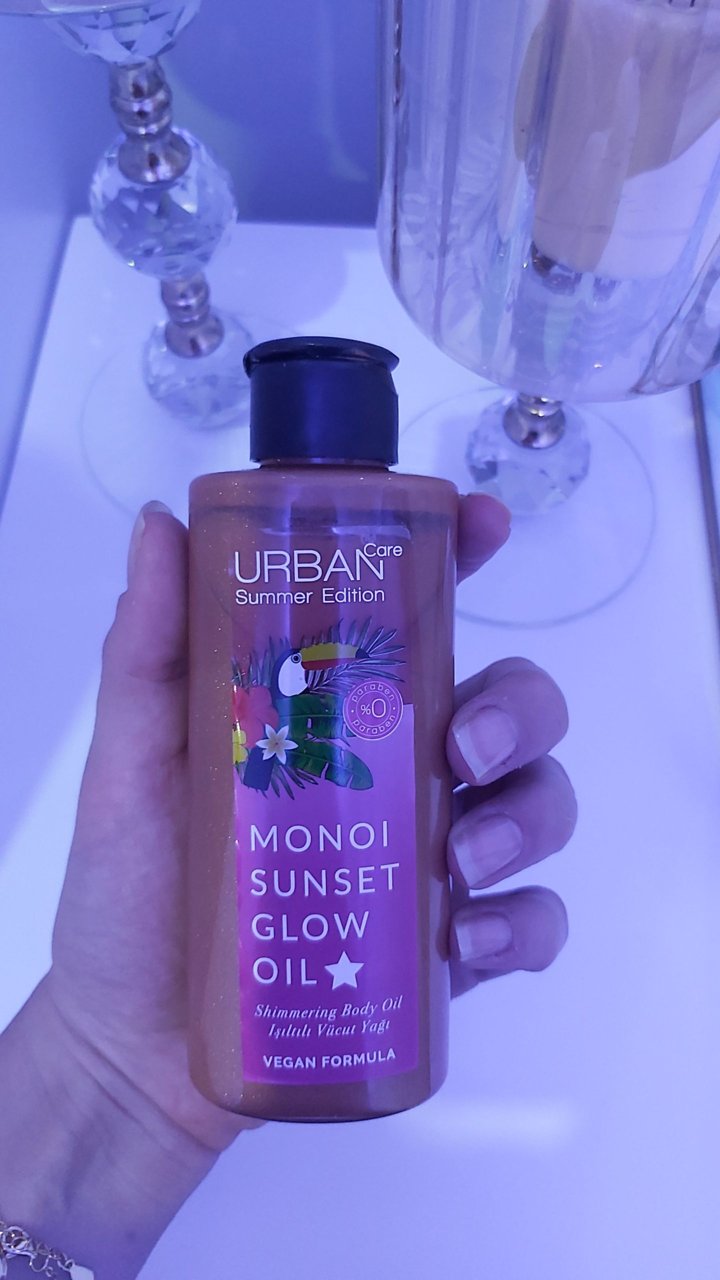 URBAN Care
Summer Edition
paraben
%0
paraben
MONOI
SUNSET
GLOW
OIL
Shimmering Body Oil
Işıltılı Vücut Yağı
VEGAN FORMULA